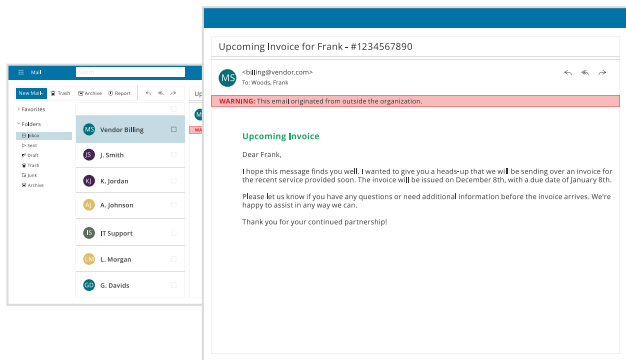 Mail
Search
New Mail
Trash
Archive
Report
Favorites
Folders
Inbox
Sent
Draft
Trash
Junk
Archive
MS Vendor Billing
JS J. Smith
KJ K. Jordan
AJ A. Johnson
IS IT Support
LM L. Morgan
GD G. Davids
Upcoming Invoice for Frank - #1234567890
MS
<billing@vendor.com>
To: Woods, Frank
WARNING: This email originated from outside the organization.
Upcoming Invoice
Dear Frank,
I hope this message finds you well. I wanted to give you a heads-up that we will be sending over an invoice for
the recent service provided soon. The invoice will be issued on December 8th, with a due date of January 8th.
Please let us know if you have any questions or need additional information before the invoice arrives. We're
happy to assist in any way we can.
Thank you for your continued partnership!